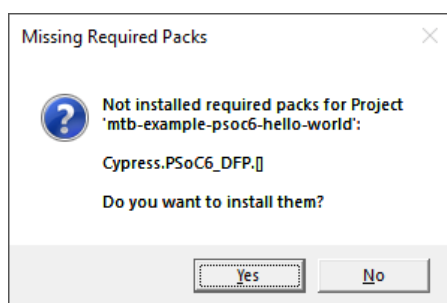 Missing Required Packs
Not installed required packs for Project
'mtb-example-psoc6-hello-world':
Cypress.PSoC6_DFP.[]
Do you want to install them?
Yes
No